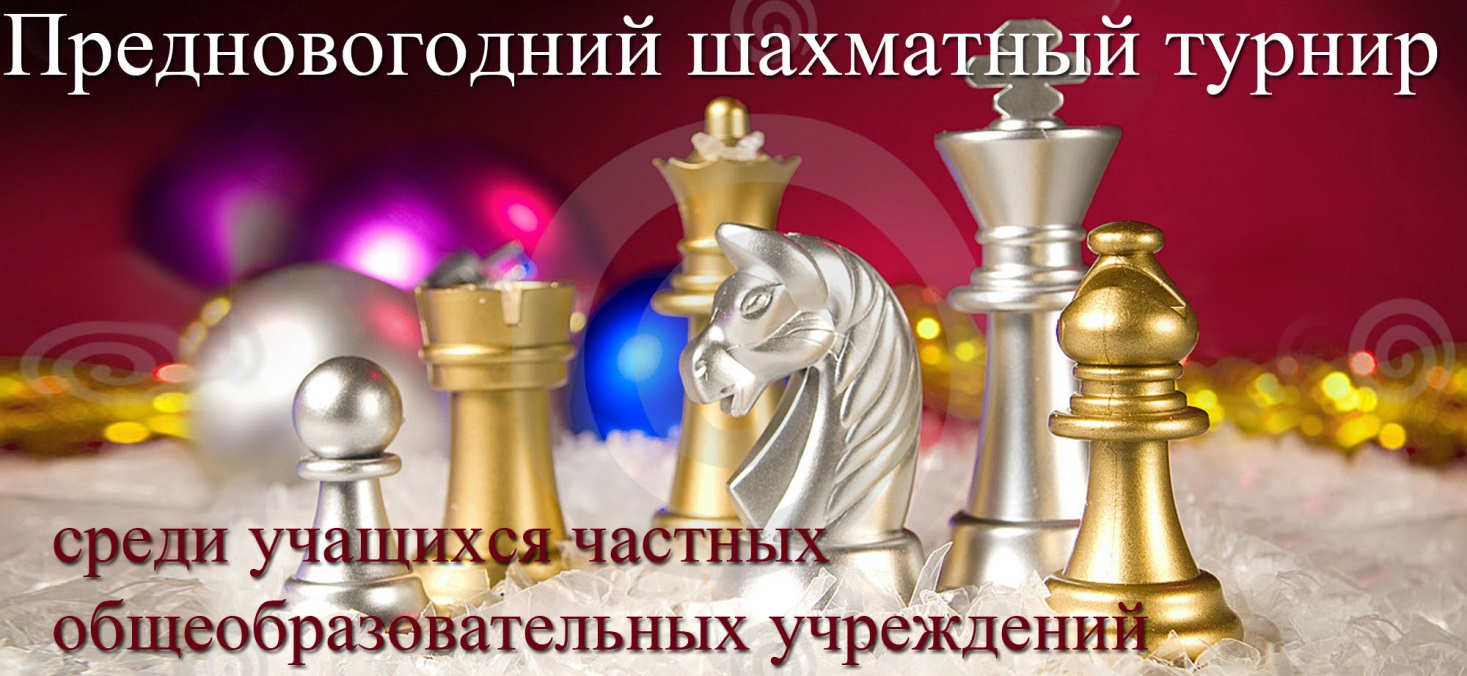 Предновогодний шахматный турнир
среди учащихся частных
общеобразовательных учреждений